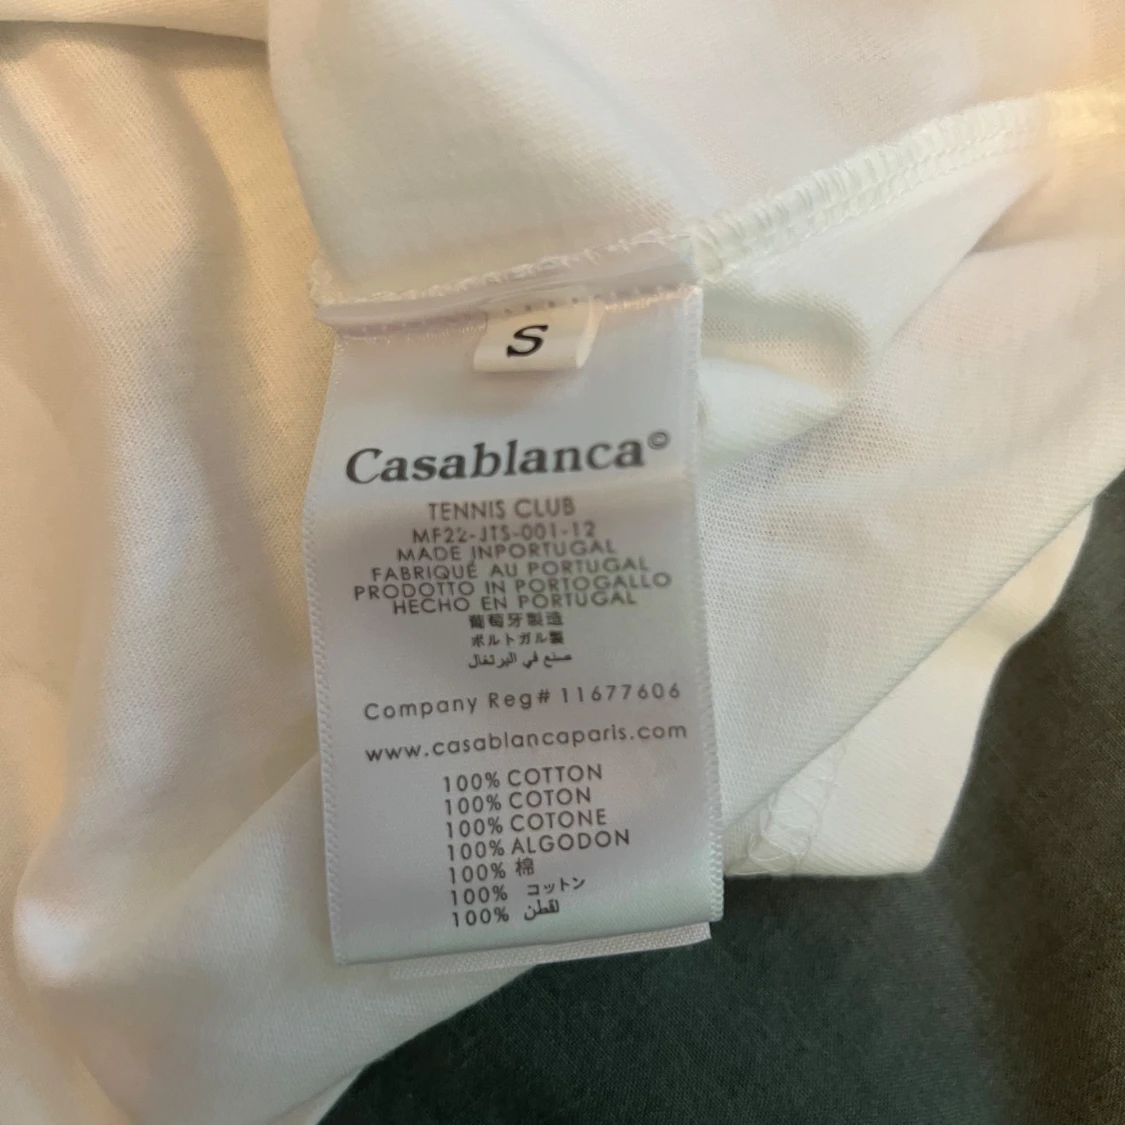 S
Casablanca©
TENNIS CLUB
MF22-JTS-001-12
MADE INPORTUGAL
FABRIQUÉ AU PORTUGAL
PRODOTTO IN PORTOGALLO
HECHO EN PORTUGAL
葡萄牙製造
ポルトガル製
صنع في البرتغال
Company Reg# 11677606
www.casablancaparis.com
100% COTTON
100% COTON
100% COTONE
100% ALGODON
100% 棉
100% コットン
100% لقطن